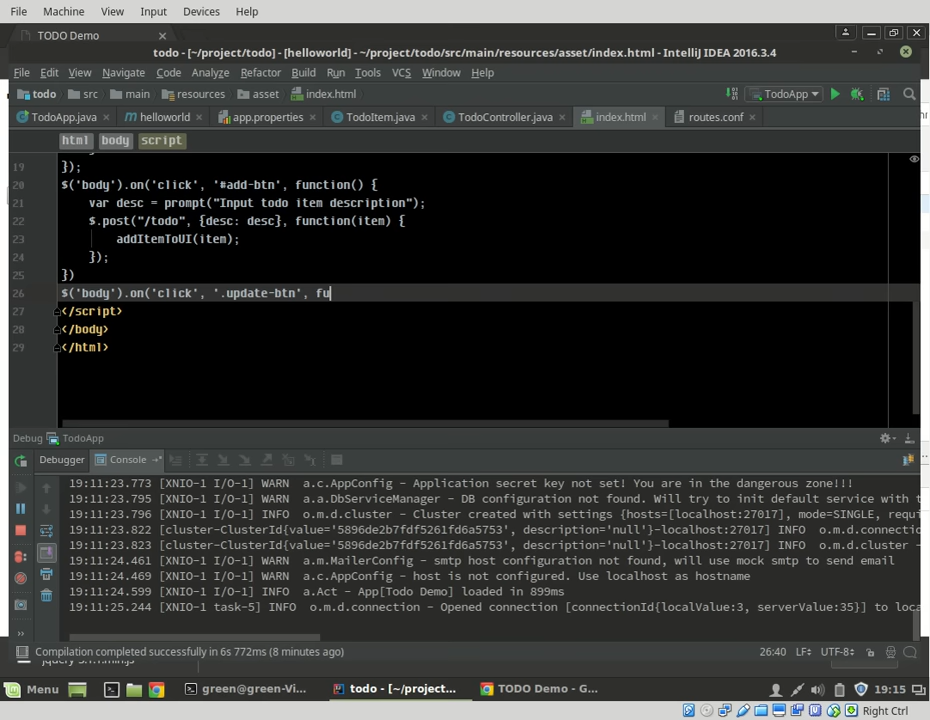 File Machine View Input Devices Help
TODO Demo
todo - [~/project/todo] - [helloworld] - ~/project/todo/src/main/resources/asset/index.html - IntelliJ IDEA 2016.3.4
File Edit View Navigate Code Analyze Refactor Build Run Tools VCS Window Help
todo src main resources asset index.html TodoApp
TodoApp.java helloworld app.properties TodoItem.java TodoController.java index.html routes.conf
html body script
19 });
20 $('body').on('click', '#add-btn', function() {
21 var desc = prompt("Input todo item description");
22 $.post("/todo", {desc: desc}, function(item) {
23 addItemToUI(item);
24 });
25 })
26 $('body').on('click', '.update-btn', fu
27 </script>
28 </body>
29 </html>
Debug TodoApp
Debugger Console
19:11:23.773 [XNIO-1 I/O-1] WARN a.c.AppConfig - Application secret key not set! You are in the dangerous zone!!!
19:11:23.795 [XNIO-1 I/O-1] WARN a.a.DbServiceManager - DB configuration not found. Will try to init default service with t
19:11:23.796 [XNIO-1 I/O-1] INFO o.m.d.cluster - Cluster created with settings {hosts=[localhost:27017], mode=SINGLE, requi
19:11:23.822 [cluster-ClusterId{value='5896de2b7fdf5261fd6a5753', description='null'}-localhost:27017] INFO o.m.d.connectio
19:11:23.823 [cluster-ClusterId{value='5896de2b7fdf5261fd6a5753', description='null'}-localhost:27017] INFO o.m.d.cluster -
19:11:24.461 [XNIO-1 I/O-1] WARN a.m.MailerConfig - smtp host configuration not found, will use mock smtp to send email
19:11:24.469 [XNIO-1 I/O-1] WARN a.c.AppConfig - host is not configured. Use localhost as hostname
19:11:24.599 [XNIO-1 I/O-1] INFO a.Act - App[Todo Demo] loaded in 899ms
19:11:25.244 [XNIO-1 task-5] INFO o.m.d.connection - Opened connection [connectionId{localValue:3, serverValue:35}] to loca
Compilation completed successfully in 6s 772ms (8 minutes ago) 26:40 LF÷ UTF-8÷
Menu green@green-Vi... todo - [~/project... TODO Demo - G... 19:15
Right Ctrl